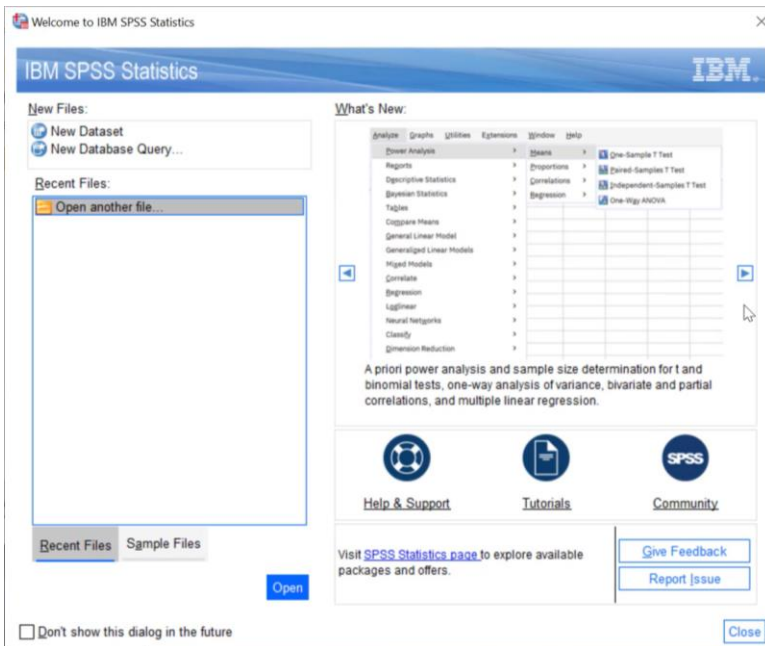 Welcome to IBM SPSS Statistics
IBM SPSS Statistics
IBM.
New Files:
New Dataset
New Database Query...
Recent Files:
Open another file...
Recent Files
Sample Files
Open
Don't show this dialog in the future
What's New:
Analyze Graphs Utilities Extensions Window Help
Power Analysis
Reports
Descriptive Statistics
Bayesian Statistics
Tables
Compare Means
General Linear Model
Generalized Linear Models
Mixed Models
Correlate
Regression
Loglinear
Neural Networks
Classify
Dimension Reduction
Means
Proportions
Correlations
Regression
One-Sample T Test
Paired-Samples T Test
Independent-Samples T Test
One-Way ANOVA
A priori power analysis and sample size determination for t and
binomial tests, one-way analysis of variance, bivariate and partial
correlations, and multiple linear regression.
SPSS
Help & Support
Tutorials
Community
Visit SPSS Statistics page to explore available
packages and offers.
Give Feedback
Report Issue
Close